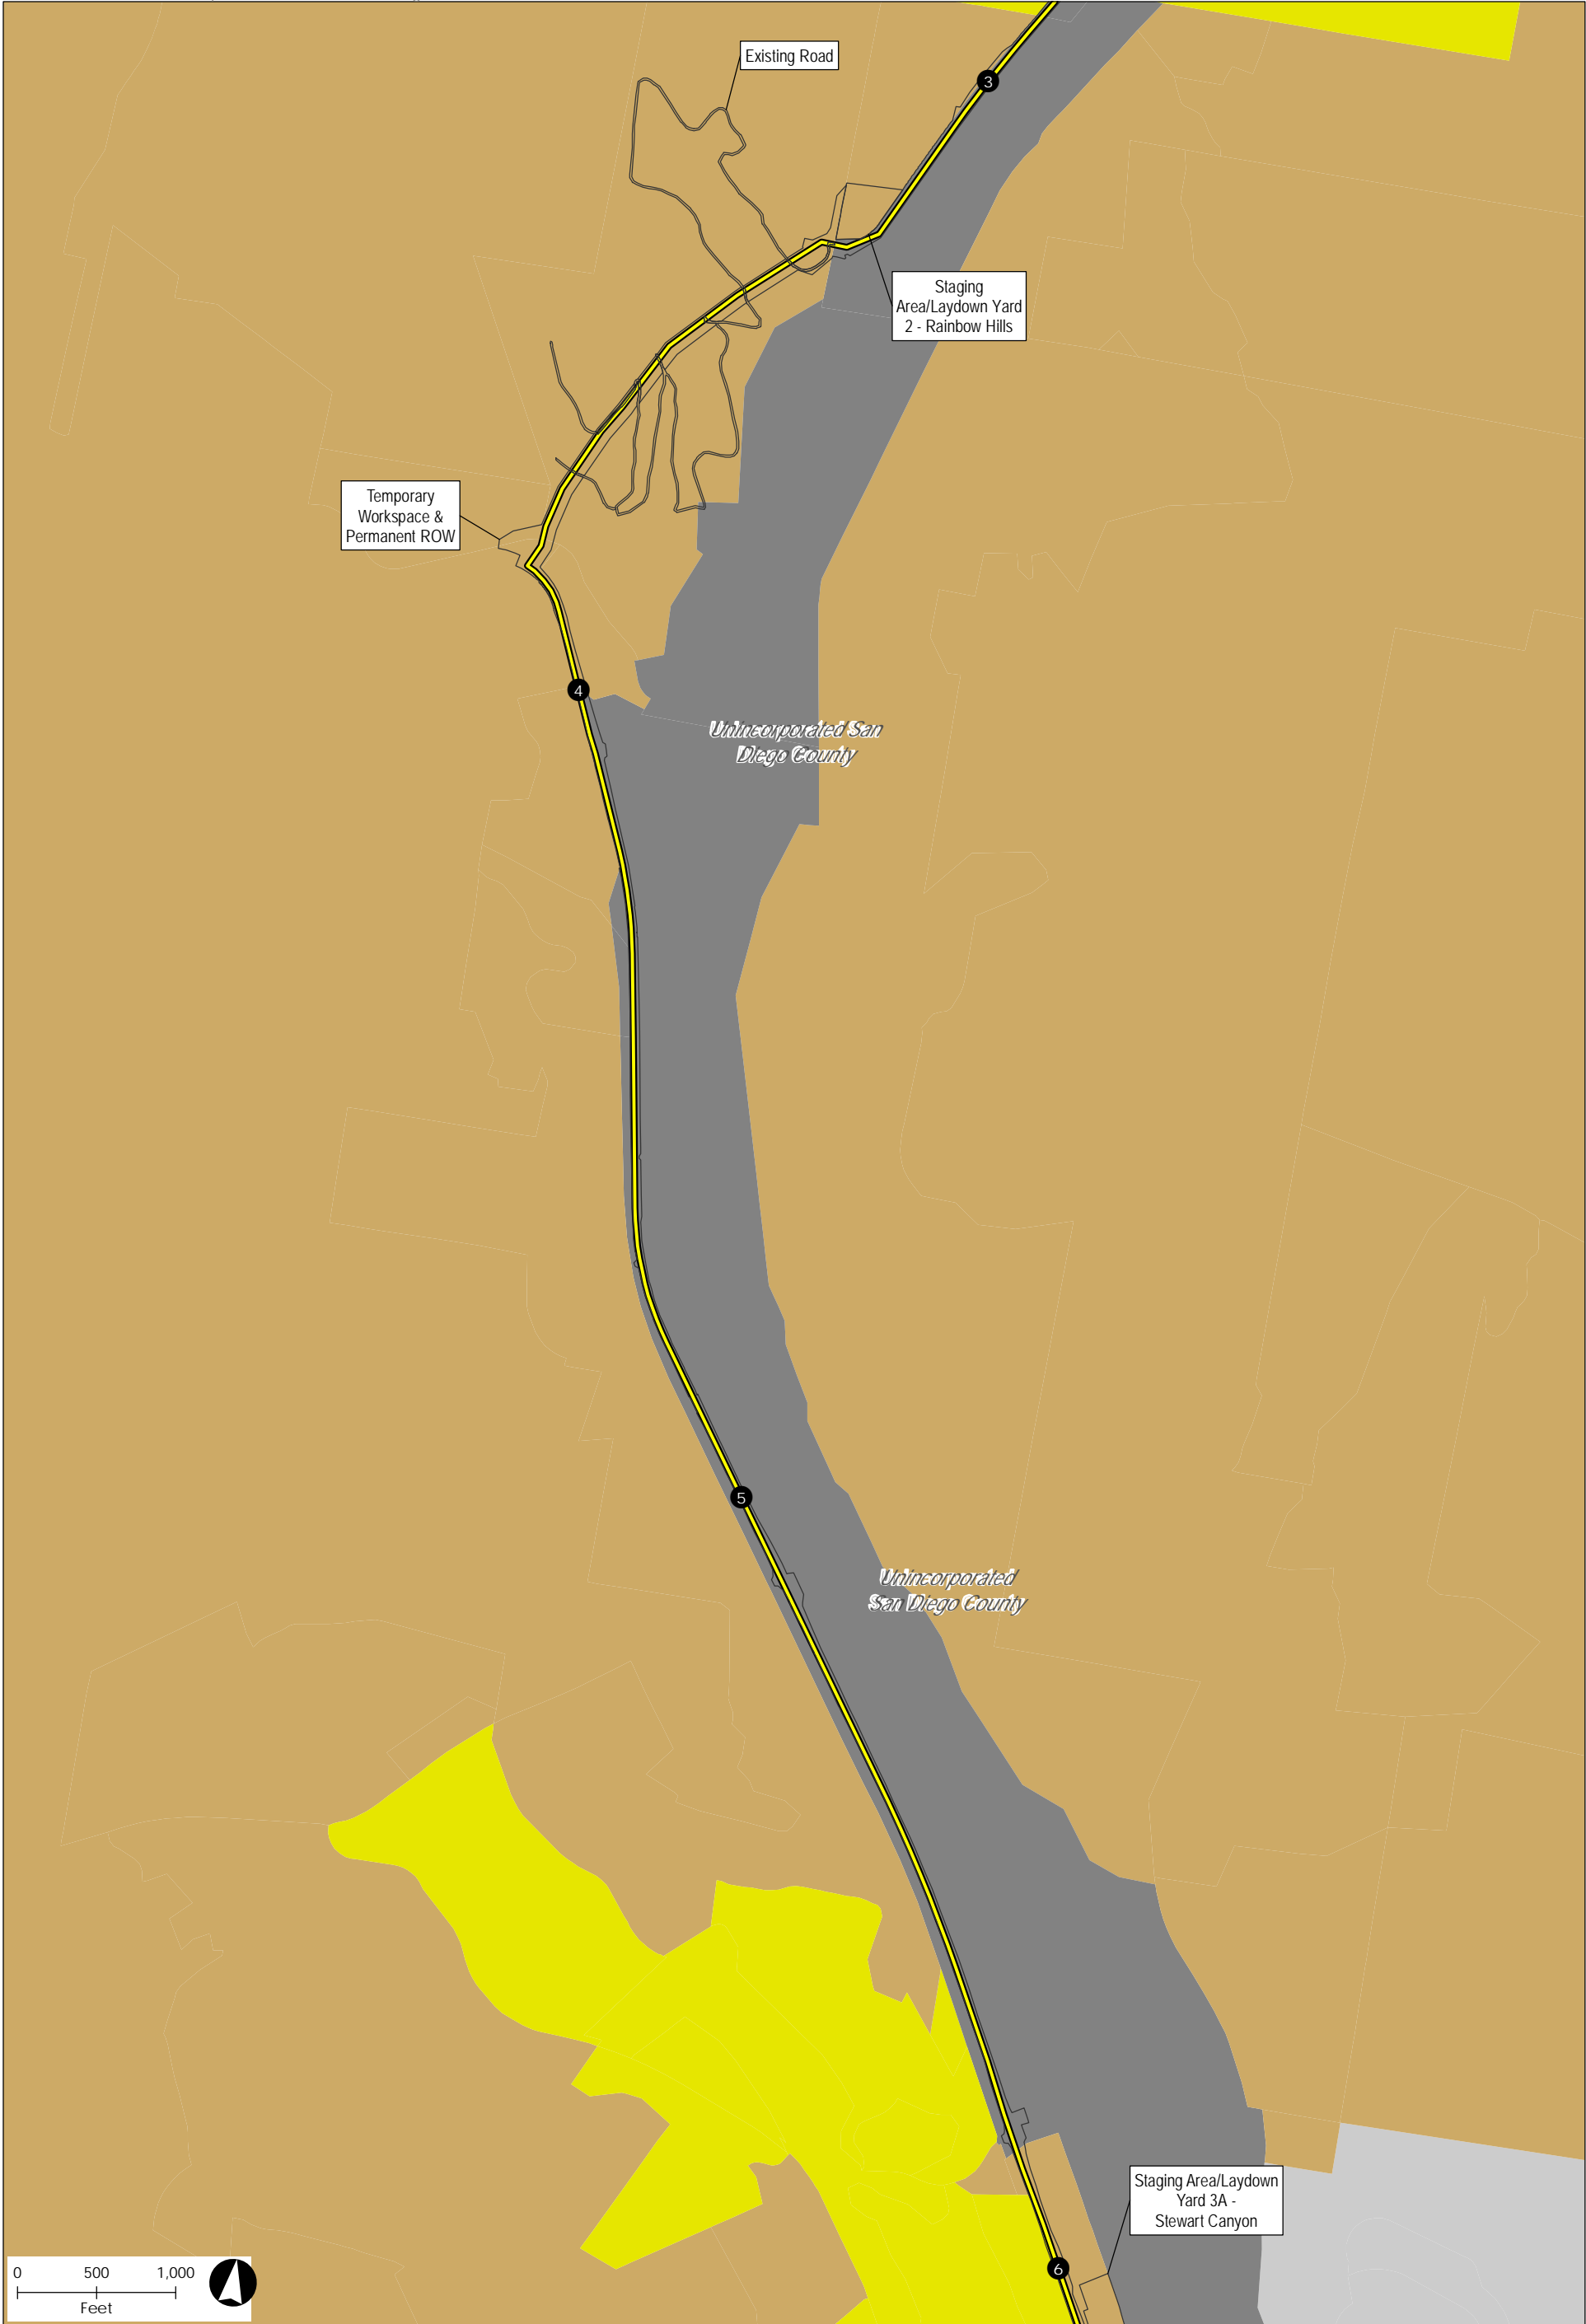 Existing Road
3
Staging
Area/Laydown Yard
2 - Rainbow Hills
Temporary
Workspace &
Permanent ROW
4
Unincorporated San
Diego County
5
Unincorporated
San Diego County
Staging Area/Laydown
Yard 3A -
Stewart Canyon
6
0 500 1,000
Feet